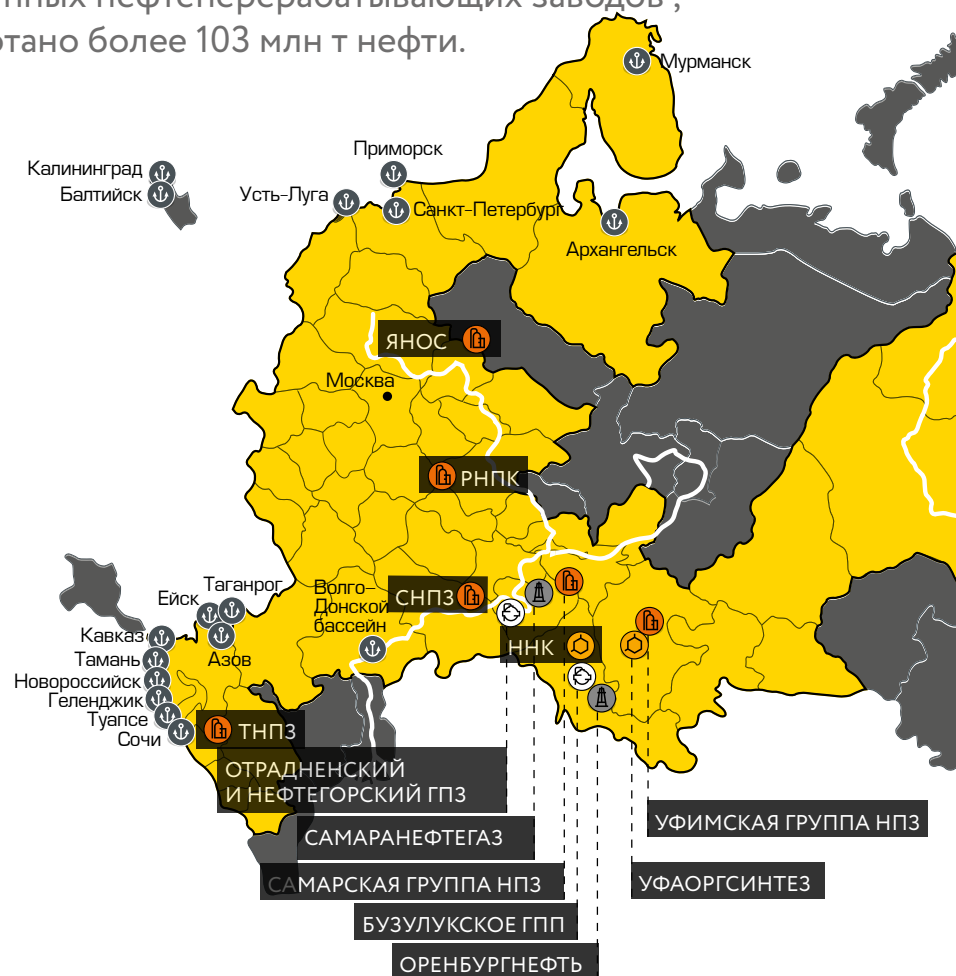 нефтеперерабатывающих заводов ,
более 103 млн т нефти.
Мурманск
Приморск
Калининград
Балтийск
Усть-Луга
Санкт-Петербург
Архангельск
ЯНОС
Москва
РНПК
Таганрог
Ейск
Волго-
Донской
бассейн
СНПЗ
Кавказ
Азов
ННК
Тамань
Новороссийск
Геленджик
Туапсе
Сочи
ТНПЗ
ОТРАДНЕНСКИЙ
И НЕФТЕГОРСКИЙ ГПЗ
САМАРАНЕФТЕГАЗ
УФИМСКАЯ ГРУППА НПЗ
САМАРСКАЯ ГРУППА НПЗ
УФАОРГСИНТЕЗ
БУЗУЛУКСКОЕ ГПП
ОРЕНБУРГНЕФТЬ